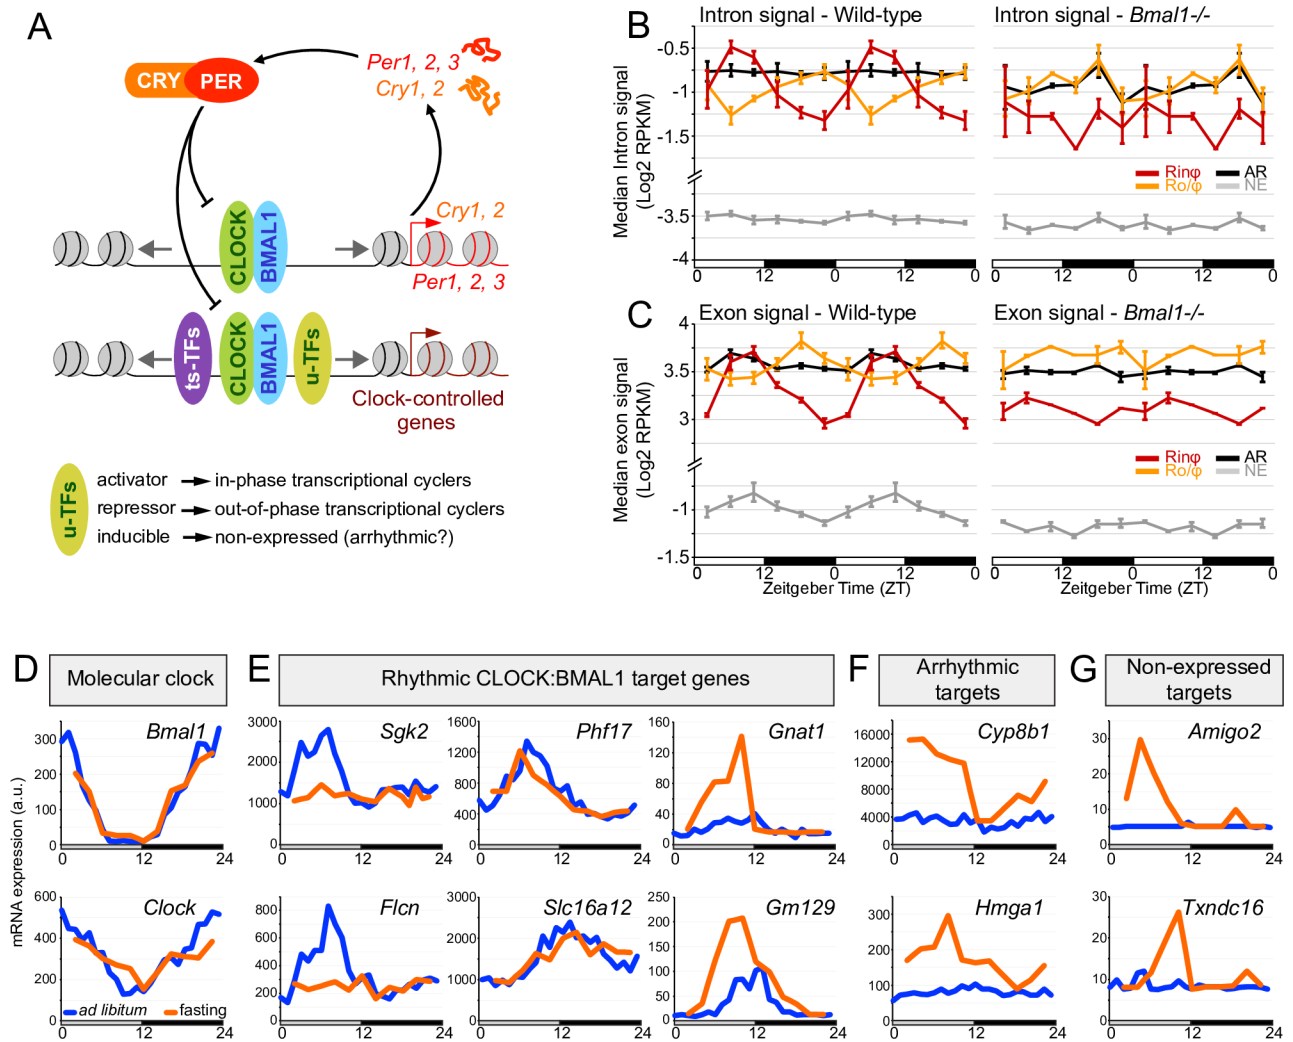 A
CRY PER
Per1, 2, 3
Cry1, 2
CLOCK
BMAL1
Cry1, 2
Per1, 2, 3
ts-TFs
CLOCK
BMAL1
u-TFs
Clock-controlled
genes
u-TFs
activator in-phase transcriptional cyclers
repressor out-of-phase transcriptional cyclers
inducible non-expressed (arrhythmic?)
B
Intron signal - Wild-type
Intron signal - Bmal1-/-
Median Intron signal
(Log2 RPKM)
-0.5
-1
-1.5
-3.5
-4
Rinφ AR
Ro/φ NE
0 12 0 12 0
0 12 0 12 0
C
Exon signal - Wild-type
Exon signal - Bmal1-/-
Median exon signal
(Log2 RPKM)
4
3.5
3
-1
-1.5
Rinφ AR
Ro/φ NE
0 12 0 12 0
0 12 0 12 0
Zeitgeber Time (ZT)
Zeitgeber Time (ZT)
D
Molecular clock
mRNA expression (a.u.)
Bmal1
300
200
100
0
0 12 24
Clock
600
400
200
0
ad libitum fasting
0 12 24
E
Rhythmic CLOCK:BMAL1 target genes
Sgk2
3000
2000
1000
0
0 12 24
Phf17
1600
1200
800
400
0
0 12 24
Gnat1
160
120
80
40
0
0 12 24
Flcn
800
600
400
200
0
0 12 24
Slc16a12
3000
2000
1000
0
0 12 24
Gm129
250
200
150
100
50
0
0 12 24
F
Arrhythmic
targets
Cyp8b1
16000
12000
8000
4000
0
0 12 24
Hmga1
300
200
100
0
0 12 24
G
Non-expressed
targets
Amigo2
30
20
10
0
0 12 24
Txndc16
30
20
10
0
0 12 24